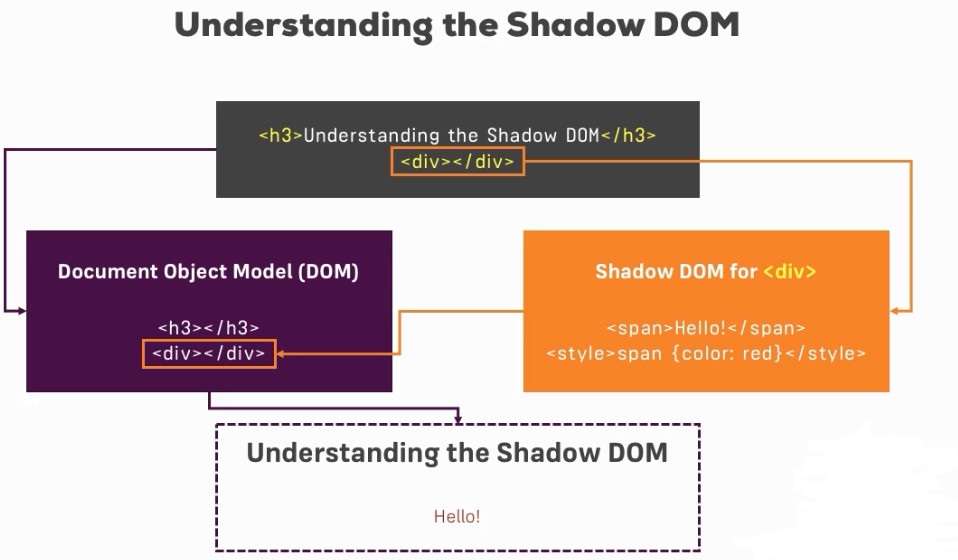 Understanding the Shadow DOM
<h3>Understanding the Shadow DOM</h3>
<div></div>
Document Object Model (DOM)
<h3></h3>
<div></div>
Shadow DOM for <div>
<span>Hello!</span>
<style>span {color: red}</style>
Understanding the Shadow DOM
Hello!